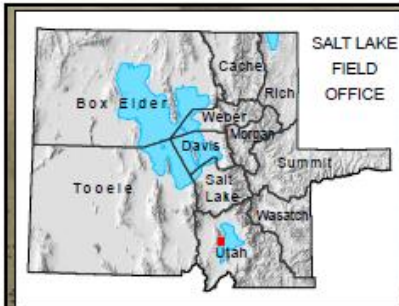 SALT LAKE
FIELD
OFFICE
Cache
Rich
Box Elder
Weber
Morgan
Davis
Summit
Tooele
Salt
Lake
Wasatch
Utah